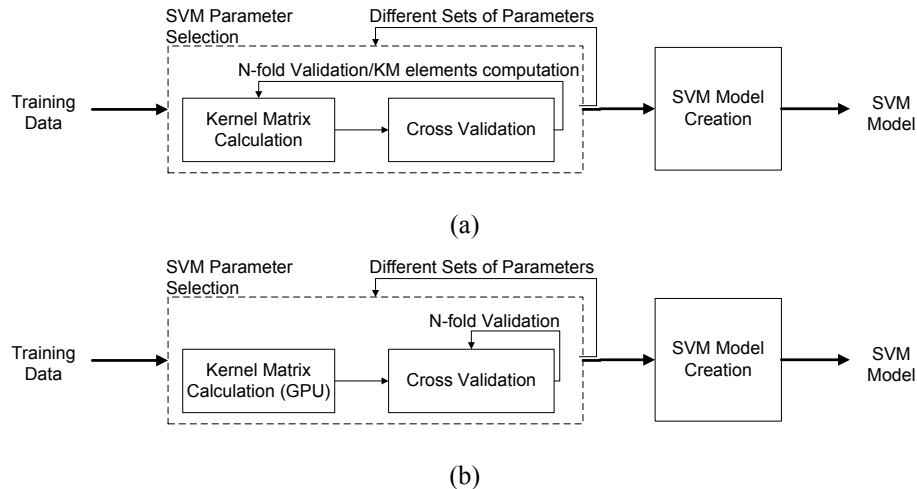 SVM Parameter
Selection
Different Sets of Parameters
N-fold Validation/KM elements computation
Training
Data
Kernel Matrix
Calculation
Cross Validation
SVM Model
Creation
SVM
Model
(a)
SVM Parameter
Selection
Different Sets of Parameters
N-fold Validation
Training
Data
Kernel Matrix
Calculation (GPU)
Cross Validation
SVM Model
Creation
SVM
Model
(b)